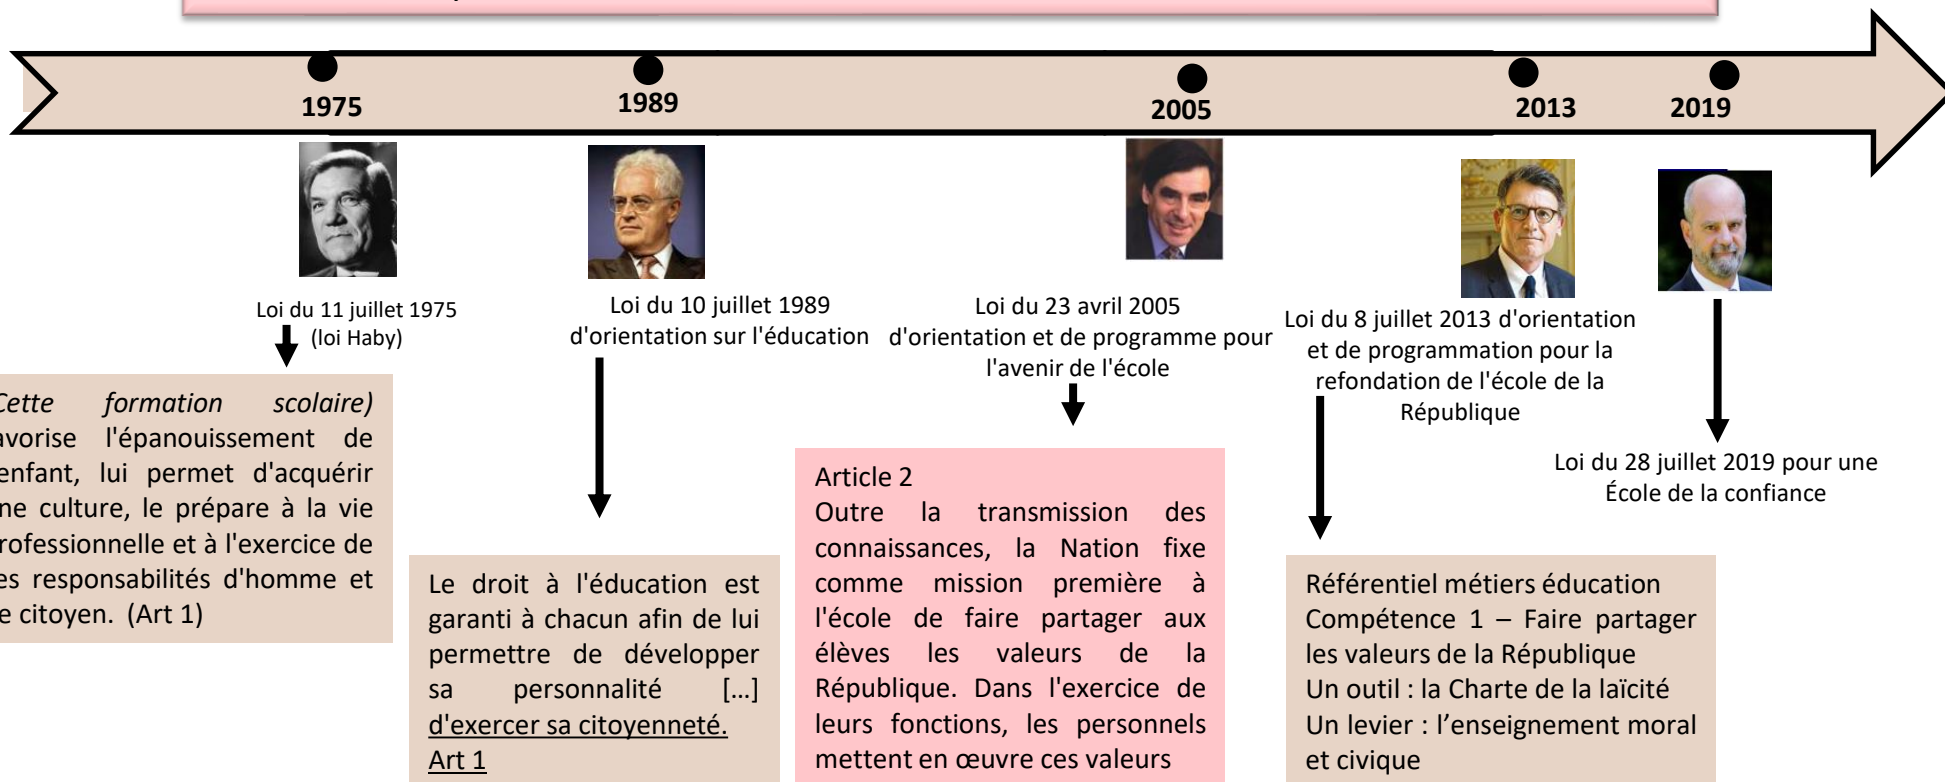 1975
1989
2005
2013
2019
Loi du 11 juillet 1975
(loi Haby)
Loi du 10 juillet 1989
d'orientation sur l'éducation
Loi du 23 avril 2005
d'orientation et de programme pour
l'avenir de l'école
Loi du 8 juillet 2013 d'orientation
et de programmation pour la
refondation de l'école de la
République
Loi du 28 juillet 2019 pour une
École de la confiance
Cette formation scolaire)
avorise l'épanouissement de
enfant, lui permet d'acquérir
ne culture, le prépare à la vie
rofessionnelle et à l'exercice de
es responsabilités d'homme et
e citoyen. (Art 1)
Le droit à l'éducation est
garanti à chacun afin de lui
permettre de développer
sa personnalité […]
d'exercer sa citoyenneté.
Art 1
Article 2
Outre la transmission des
connaissances, la Nation fixe
comme mission première à
l'école de faire partager aux
élèves les valeurs de la
République. Dans l'exercice de
leurs fonctions, les personnels
mettent en œuvre ces valeurs
Référentiel métiers éducation
Compétence 1 – Faire partager
les valeurs de la République
Un outil : la Charte de la laïcité
Un levier : l’enseignement moral
et civique